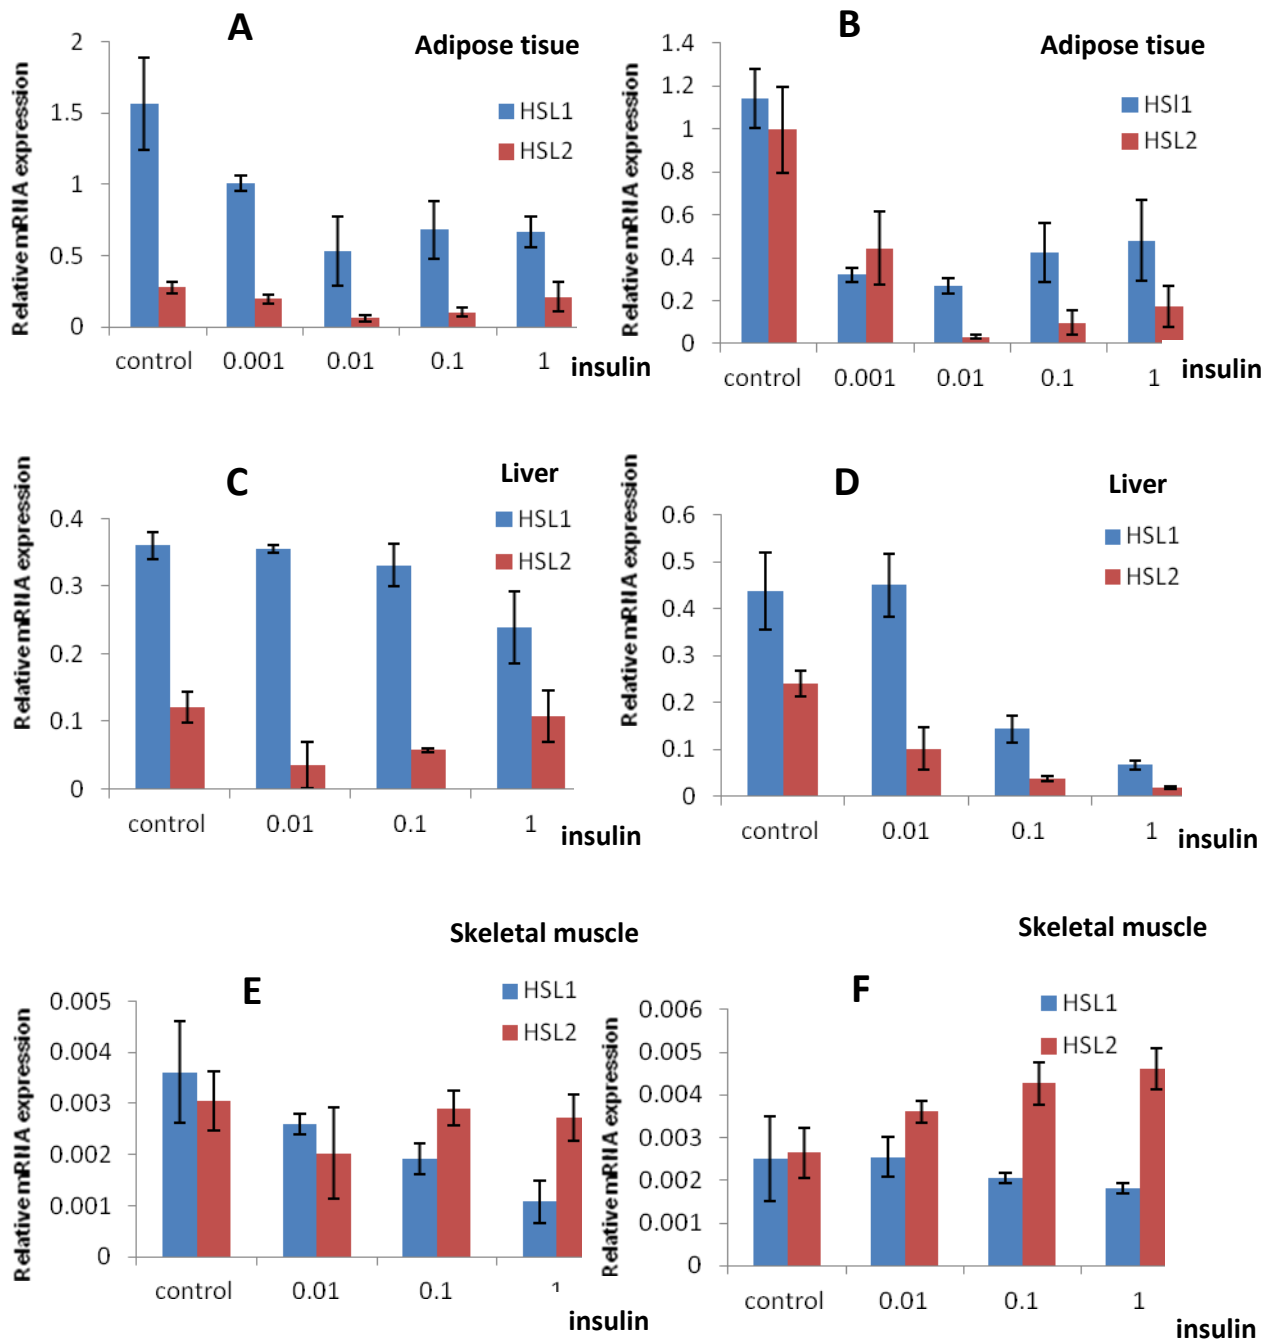 A
Adipose tisue
HSL1
HSL2
Relative mRNA expression
2
1.5
1
0.5
0
control 0.001 0.01 0.1 1 insulin
B
Adipose tisue
HSl1
HSL2
Relative mRNA expression
1.4
1.2
1
0.8
0.6
0.4
0.2
0
control 0.001 0.01 0.1 1 insulin
C
Liver
HSL1
HSL2
Relative mRNA expression
0.4
0.3
0.2
0.1
0
control 0.01 0.1 1 insulin
D
Liver
HSL1
HSL2
Relative mRNA expression
0.6
0.5
0.4
0.3
0.2
0.1
0
control 0.01 0.1 1 insulin
Skeletal muscle
E
HSL1
HSL2
Relative mRNA expression
0.005
0.004
0.003
0.002
0.001
0
control 0.01 0.1 1
insulin
Skeletal muscle
F
HSL1
HSL2
Relative mRNA expression
0.006
0.005
0.004
0.003
0.002
0.001
0
control 0.01 0.1 1
insulin